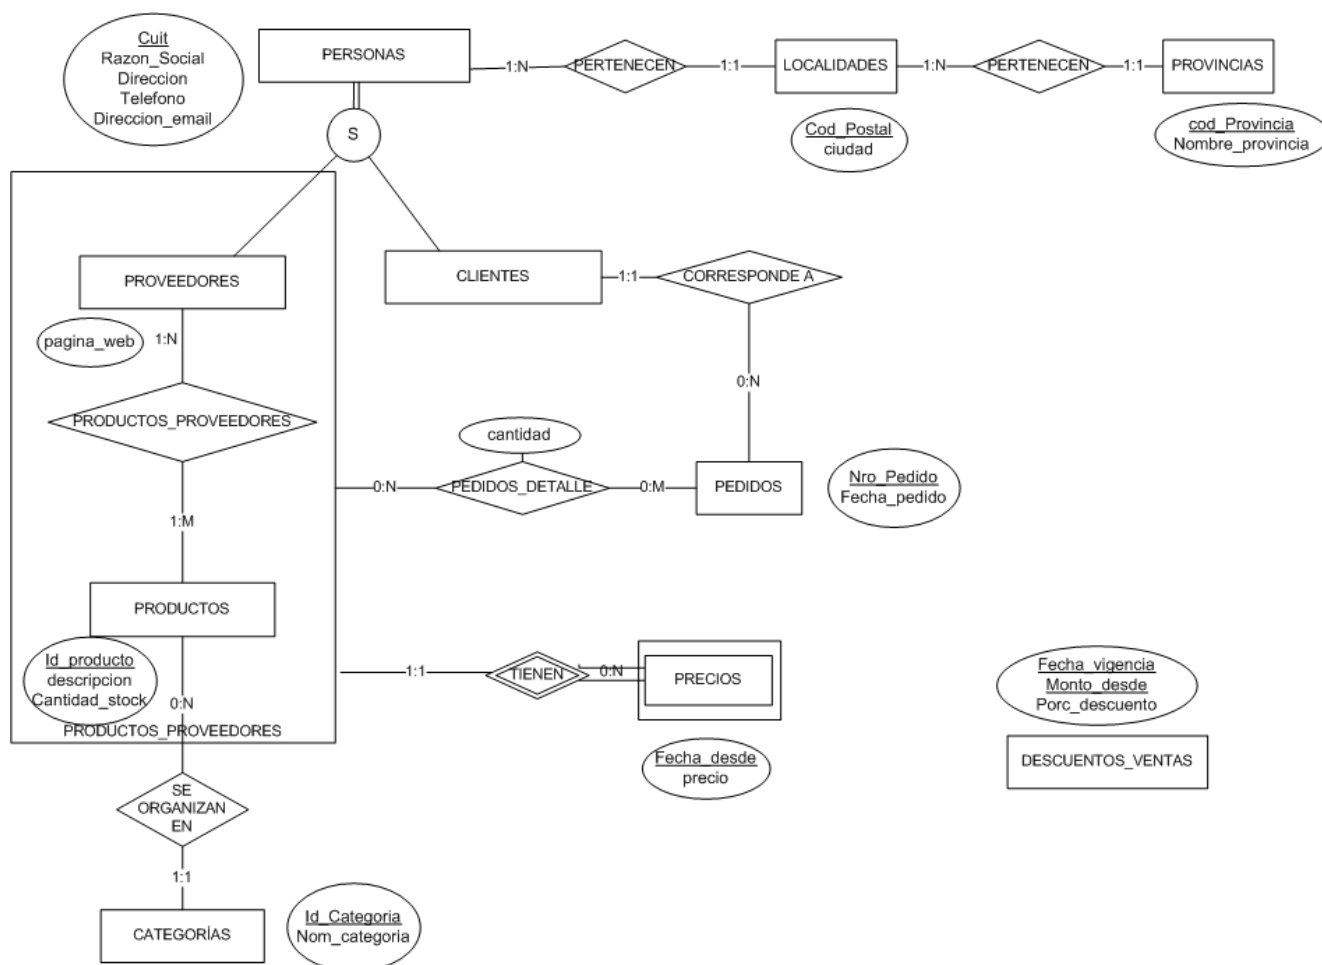 Cuit
Razon_Social
Direccion
Telefono
Direccion_email
PERSONAS
1:N
PERTENECEN
1:1
LOCALIDADES
1:N
PERTENECEN
1:1
PROVINCIAS
Cod_Postal
ciudad
cod_Provincia
Nombre_provincia
S
PROVEEDORES
CLIENTES
1:1
CORRESPONDE A
pagina_web
1:N
0:N
PRODUCTOS_PROVEEDORES
cantidad
0:N
PEDIDOS_DETALLE
0:M
PEDIDOS
Nro_Pedido
Fecha_pedido
1:M
PRODUCTOS
Id_producto
descripcion
Cantidad_stock
0:N
PRODUCTOS_PROVEEDORES
1:1
TIENEN
0:N
PRECIOS
Fecha_desde
precio
Fecha_vigencia
Monto_desde
Porc_descuento
DESCUENTOS_VENTAS
SE
ORGANIZAN
EN
1:1
CATEGORÍAS
Id_Categoria
Nom_categoria